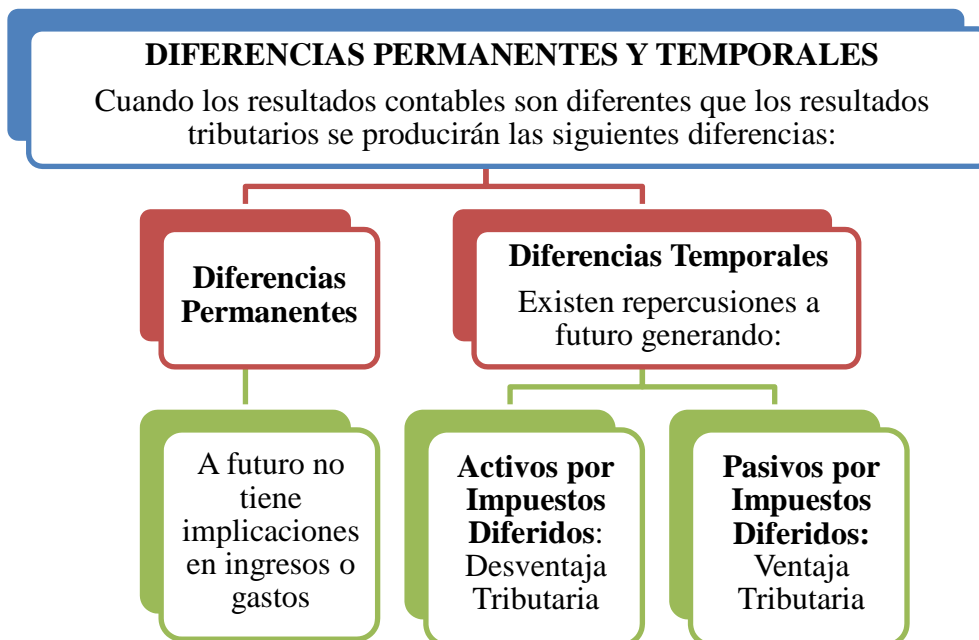 DIFERENCIAS PERMANENTES Y TEMPORALES
Cuando los resultados contables son diferentes que los resultados
tributarios se producirán las siguientes diferencias:
Diferencias
Permanentes
Diferencias Temporales
Existen repercusiones a
futuro generando:
A futuro no
tiene
implicaciones
en ingresos o
gastos
Activos por
Impuestos
Diferidos:
Desventaja
Tributaria
Pasivos por
Impuestos
Diferidos:
Ventaja
Tributaria